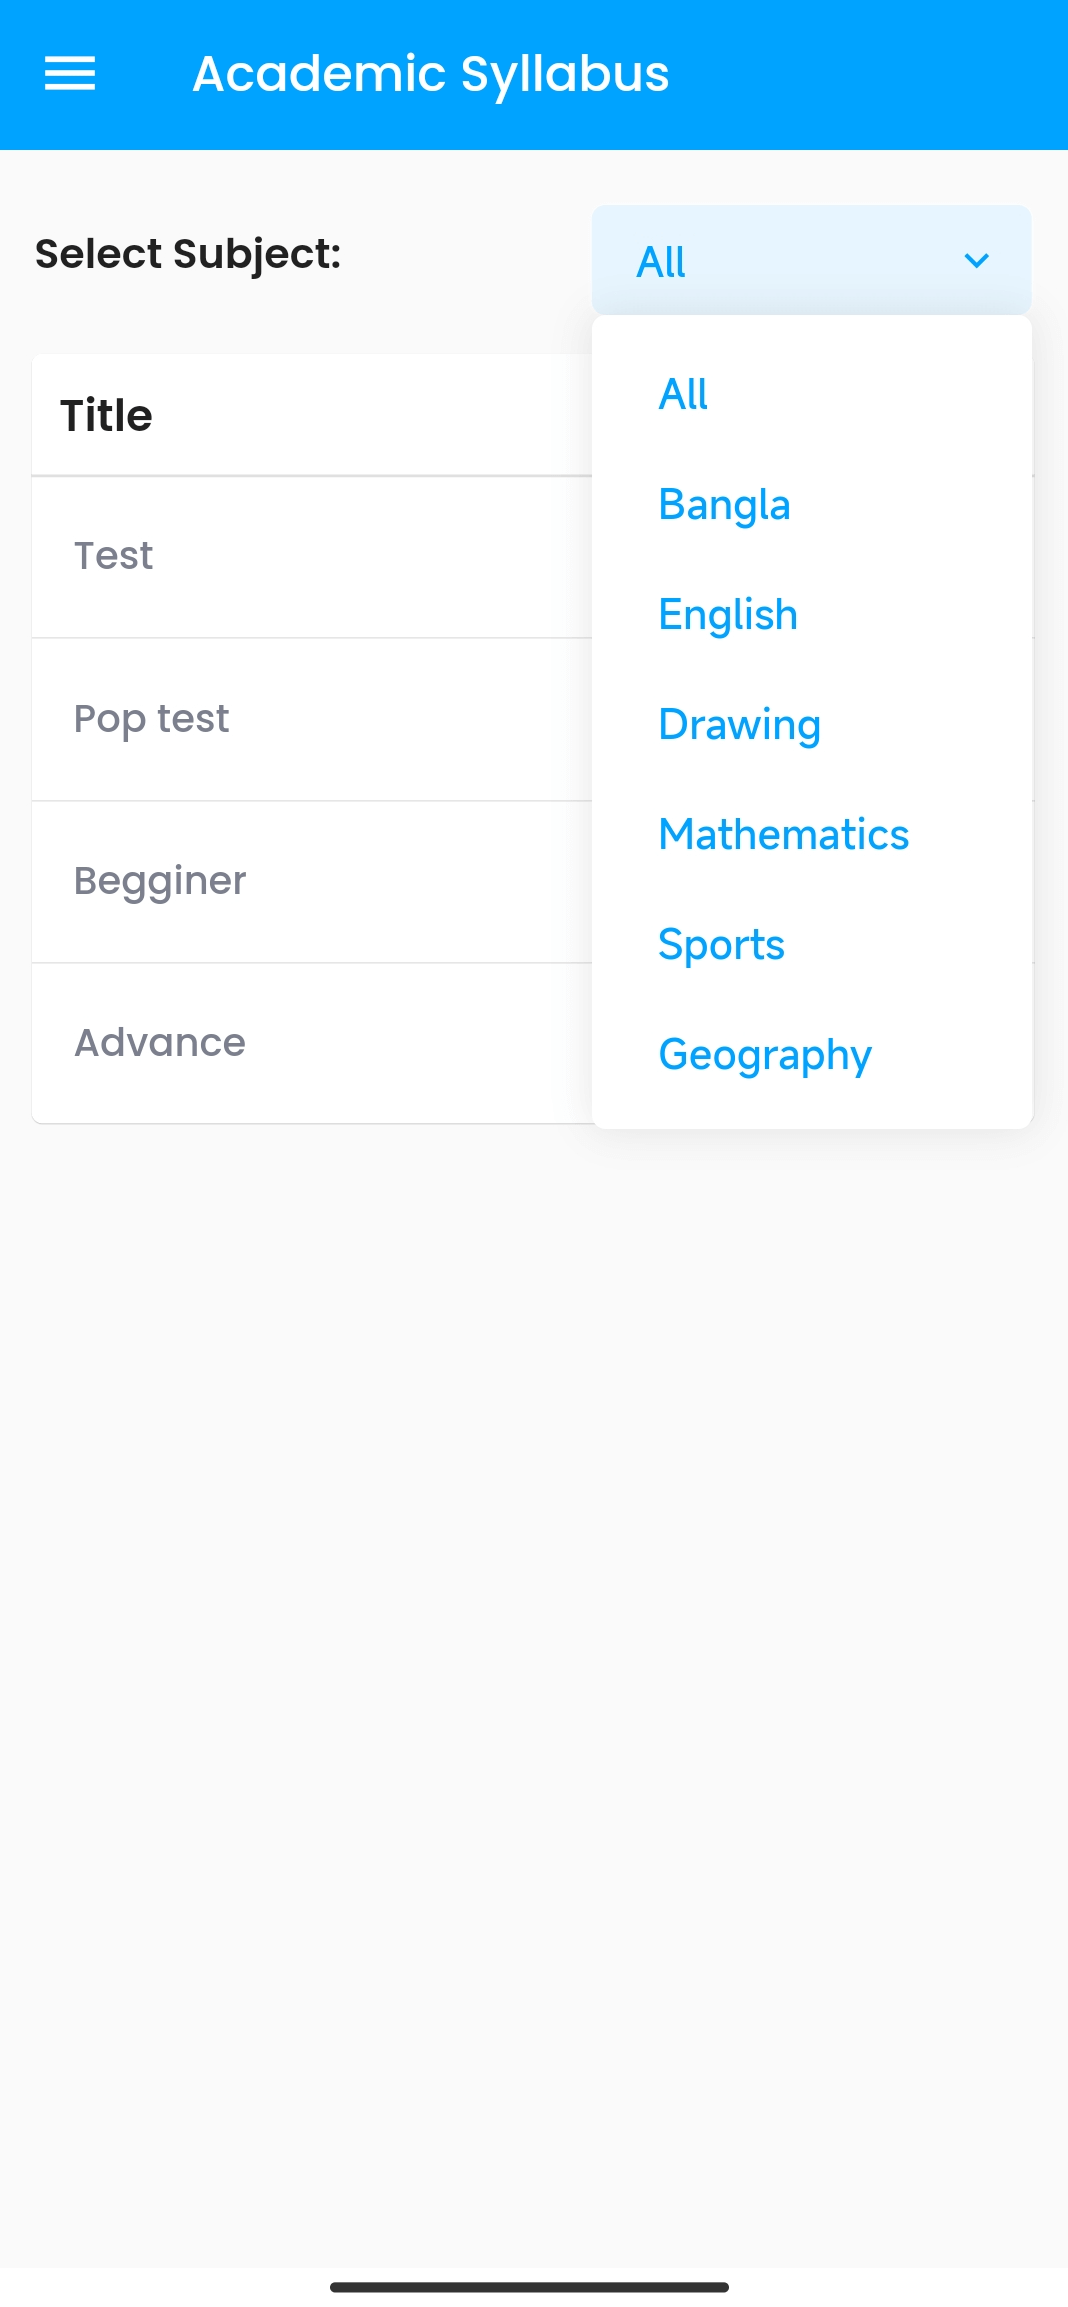 Academic Syllabus
Select Subject:
All
Title
Test
Pop test
Begginer
Advance
All
Bangla
English
Drawing
Mathematics
Sports
Geography